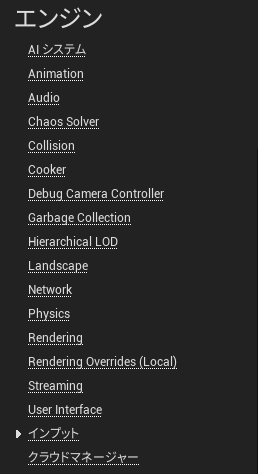 エンジン
AI システム
Animation
Audio
Chaos Solver
Collision
Cooker
Debug Camera Controller
Garbage Collection
Hierarchical LOD
Landscape
Network
Physics
Rendering
Rendering Overrides (Local)
Streaming
User Interface
インプット
クラウドマネージャー